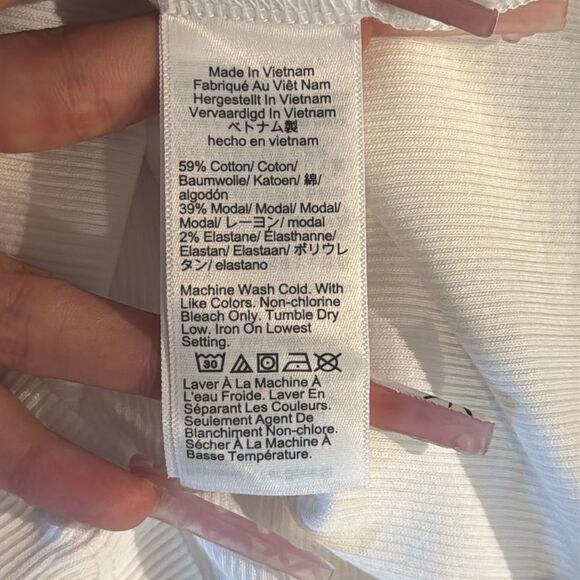 Made In Vietnam
Fabriqué Au Viêt Nam
Hergestellt In Vietnam
Vervaardigd In Vietnam
ベトナム製
hecho en vietnam
59% Cotton/ Coton/
Baumwolle/ Katoen/ 綿/
algodón
39% Modal/ Modal/ Modal/
Modal/ レーヨン/ modal
2% Elastane/ Élasthanne/
Elastan/ Elastaan/ ポリウレ
タン/ elastano
Machine Wash Cold. With
Like Colors. Non-chlorine
Bleach Only. Tumble Dry
Low. Iron On Lowest
Setting.
30
Laver À La Machine À
L'eau Froide. Laver En
Séparant Les Couleurs.
Seulement Agent De
Blanchiment Non-chlore.
Sécher À La Machine À
Basse Température.